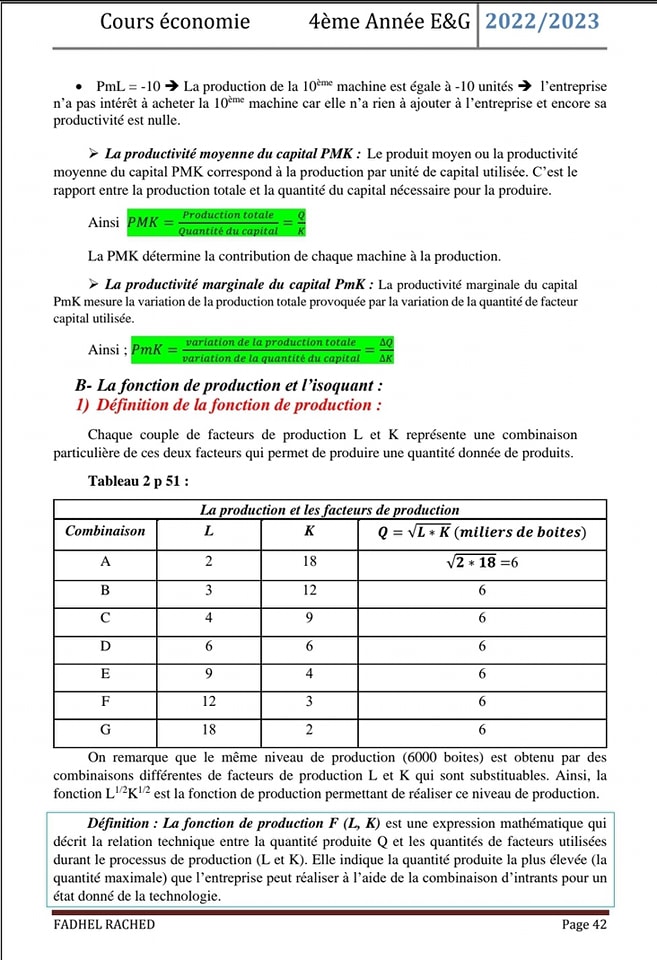 Cours économie 4ème Année E&G 2022/2023
• PmL = -10 ➔ La production de la 10ème machine est égale à -10 unités ➔ l’entreprise
n’a pas intérêt à acheter la 10ème machine car elle n’a rien à ajouter à l’entreprise et encore sa
productivité est nulle.
➢ La productivité moyenne du capital PMK : Le produit moyen ou la productivité
moyenne du capital PMK correspond à la production par unité de capital utilisée. C’est le
rapport entre la production totale et la quantité du capital nécessaire pour la produire.
Ainsi PMK = Production totale / Quantité du capital = Q / K
La PMK détermine la contribution de chaque machine à la production.
➢ La productivité marginale du capital PmK : La productivité marginale du capital
PmK mesure la variation de la production totale provoquée par la variation de la quantité de facteur
capital utilisée.
Ainsi ; PmK = variation de la production totale / variation de la quantité du capital = ΔQ / ΔK
B- La fonction de production et l’isoquant :
1) Définition de la fonction de production :
Chaque couple de facteurs de production L et K représente une combinaison
particulière de ces deux facteurs qui permet de produire une quantité donnée de produits.
Tableau 2 p 51 :
La production et les facteurs de production
Combinaison L K Q = √L ∗ K (miliers de boites)
A 2 18 √2 ∗ 18 =6
B 3 12 6
C 4 9 6
D 6 6 6
E 9 4 6
F 12 3 6
G 18 2 6
On remarque que le même niveau de production (6000 boites) est obtenu par des
combinaisons différentes de facteurs de production L et K qui sont substituables. Ainsi, la
fonction L1/2K1/2 est la fonction de production permettant de réaliser ce niveau de production.
Définition : La fonction de production F (L, K) est une expression mathématique qui
décrit la relation technique entre la quantité produite Q et les quantités de facteurs utilisées
durant le processus de production (L et K). Elle indique la quantité produite la plus élevée (la
quantité maximale) que l’entreprise peut réaliser à l’aide de la combinaison d’intrants pour un
état donné de la technologie.
FADHEL RACHED Page 42